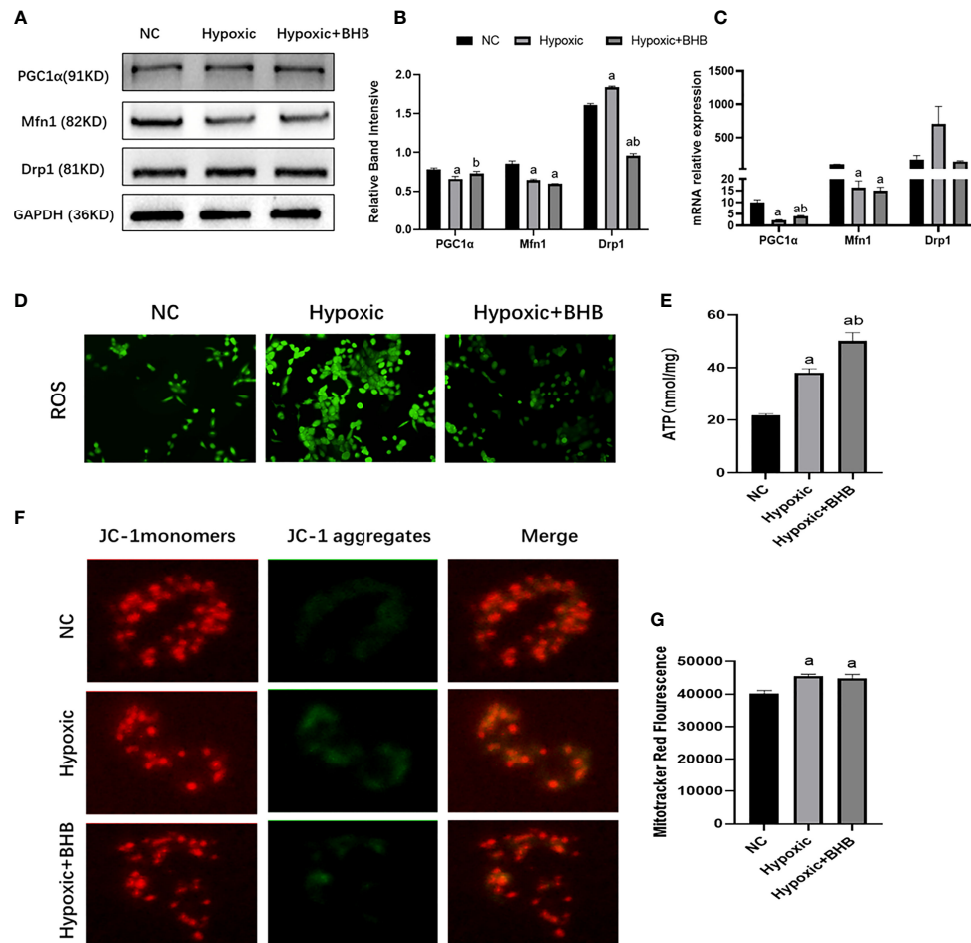 A
NC Hypoxic Hypoxic+BHB
PGC1α(91KD)
Mfn1 (82KD)
Drp1 (81KD)
GAPDH (36KD)
B
NC Hypoxic Hypoxic+BHB
Relative Band Intensive
2.0
1.5
1.0
0.5
0.0
a b
a a
a
ab
PGC1α Mfn1 Drp1
C
mRNA relative expression
1500
1000
500
20
15
10
5
0
a ab
a a
PGC1α Mfn1 Drp1
D
NC Hypoxic Hypoxic+BHB
ROS
E
ATP(nmol/mg)
60
40
20
0
a
ab
NC
Hypoxic
Hypoxic+BHB
F
JC-1monomers JC-1 aggregates Merge
NC
Hypoxic
Hypoxic+BHB
G
Mitotracker Red Flourescence
50000
40000
30000
20000
10000
0
a a
NC
Hypoxic
Hypoxic+BHB